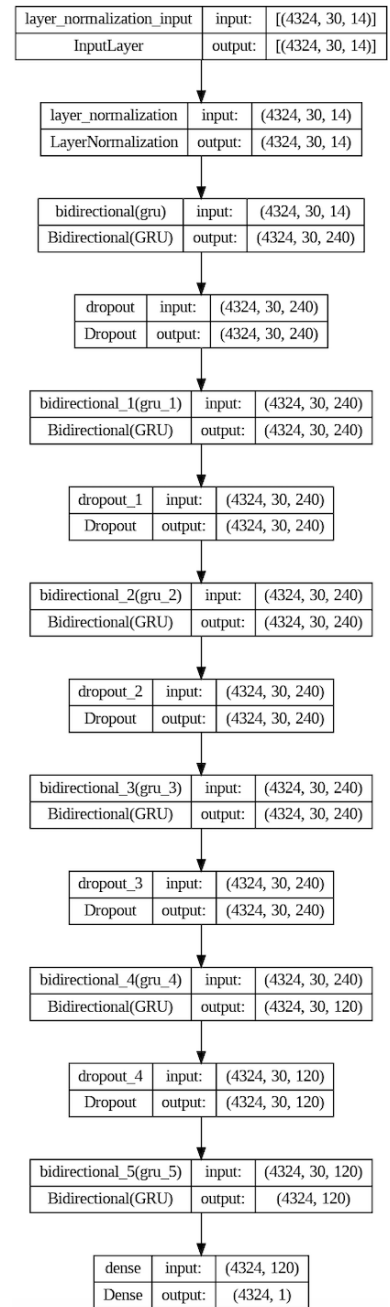 layer_normalization_input input: [(4324, 30, 14)]
InputLayer output: [(4324, 30, 14)]
layer_normalization input: (4324, 30, 14)
LayerNormalization output: (4324, 30, 14)
bidirectional(gru) input: (4324, 30, 14)
Bidirectional(GRU) output: (4324, 30, 240)
dropout input: (4324, 30, 240)
Dropout output: (4324, 30, 240)
bidirectional_1(gru_1) input: (4324, 30, 240)
Bidirectional(GRU) output: (4324, 30, 240)
dropout_1 input: (4324, 30, 240)
Dropout output: (4324, 30, 240)
bidirectional_2(gru_2) input: (4324, 30, 240)
Bidirectional(GRU) output: (4324, 30, 240)
dropout_2 input: (4324, 30, 240)
Dropout output: (4324, 30, 240)
bidirectional_3(gru_3) input: (4324, 30, 240)
Bidirectional(GRU) output: (4324, 30, 240)
dropout_3 input: (4324, 30, 240)
Dropout output: (4324, 30, 240)
bidirectional_4(gru_4) input: (4324, 30, 240)
Bidirectional(GRU) output: (4324, 30, 120)
dropout_4 input: (4324, 30, 120)
Dropout output: (4324, 30, 120)
bidirectional_5(gru_5) input: (4324, 30, 120)
Bidirectional(GRU) output: (4324, 120)
dense input: (4324, 120)
Dense output: (4324, 1)